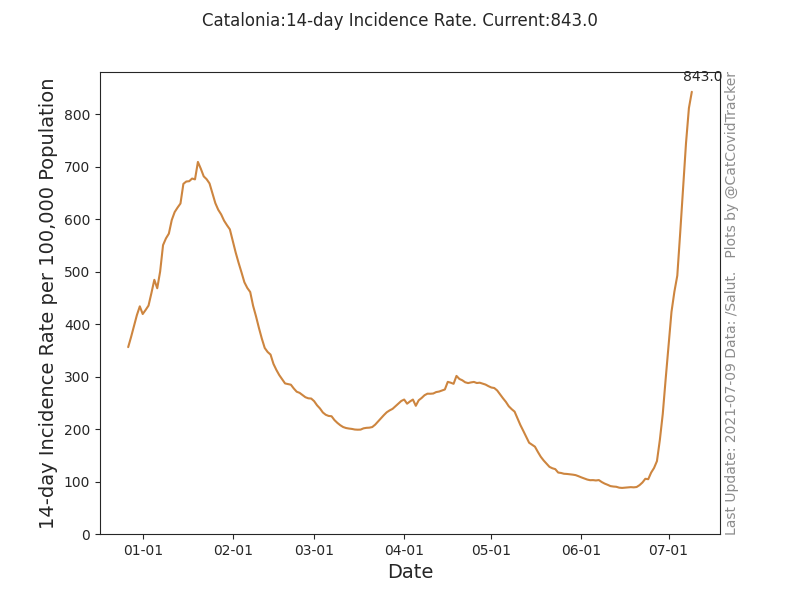 Catalonia:14-day Incidence Rate. Current:843.0
843.0
14-day Incidence Rate per 100,000 Population
800
700
600
500
400
300
200
100
0
01-01 02-01 03-01 04-01 05-01 06-01 07-01
Date
Last Update: 2021-07-09 Data: /Salut. Plots by @CatCovidTracker